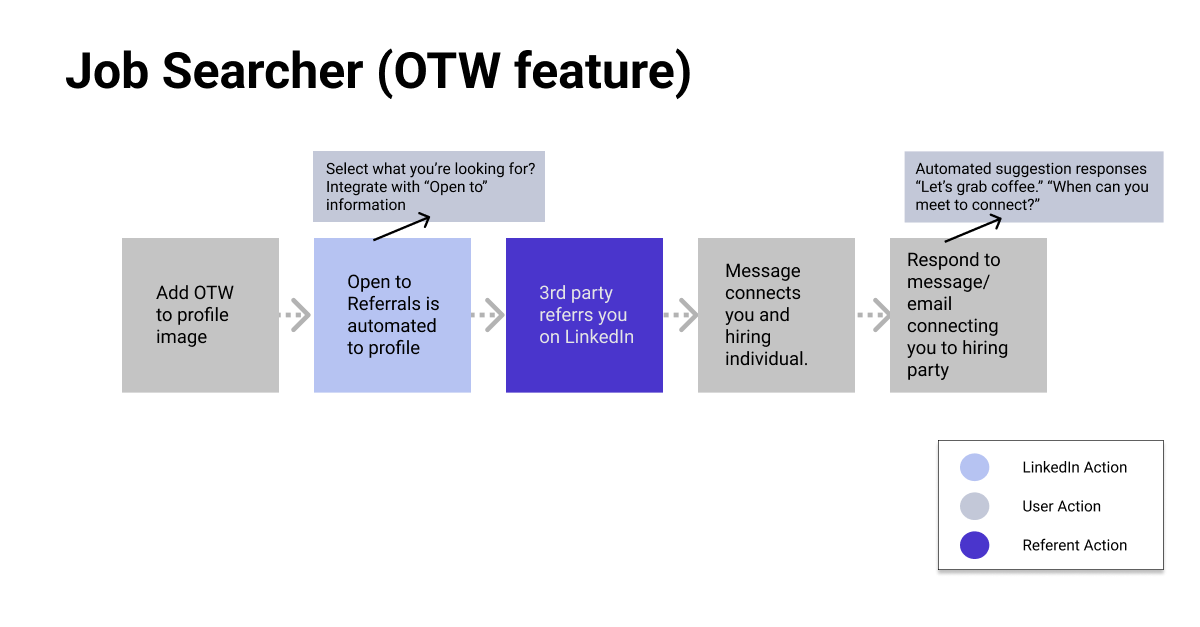 Job Searcher (OTW feature)
Select what you’re looking for?
Integrate with “Open to”
information
Automated suggestion responses
“Let’s grab coffee.” “When can you
meet to connect?”
Add OTW
to profile
image
Open to
Referrals is
automated
to profile
3rd party
referrs you
on LinkedIn
Message
connects
you and
hiring
individual.
Respond to
message/
email
connecting
you to hiring
party
LinkedIn Action
User Action
Referent Action